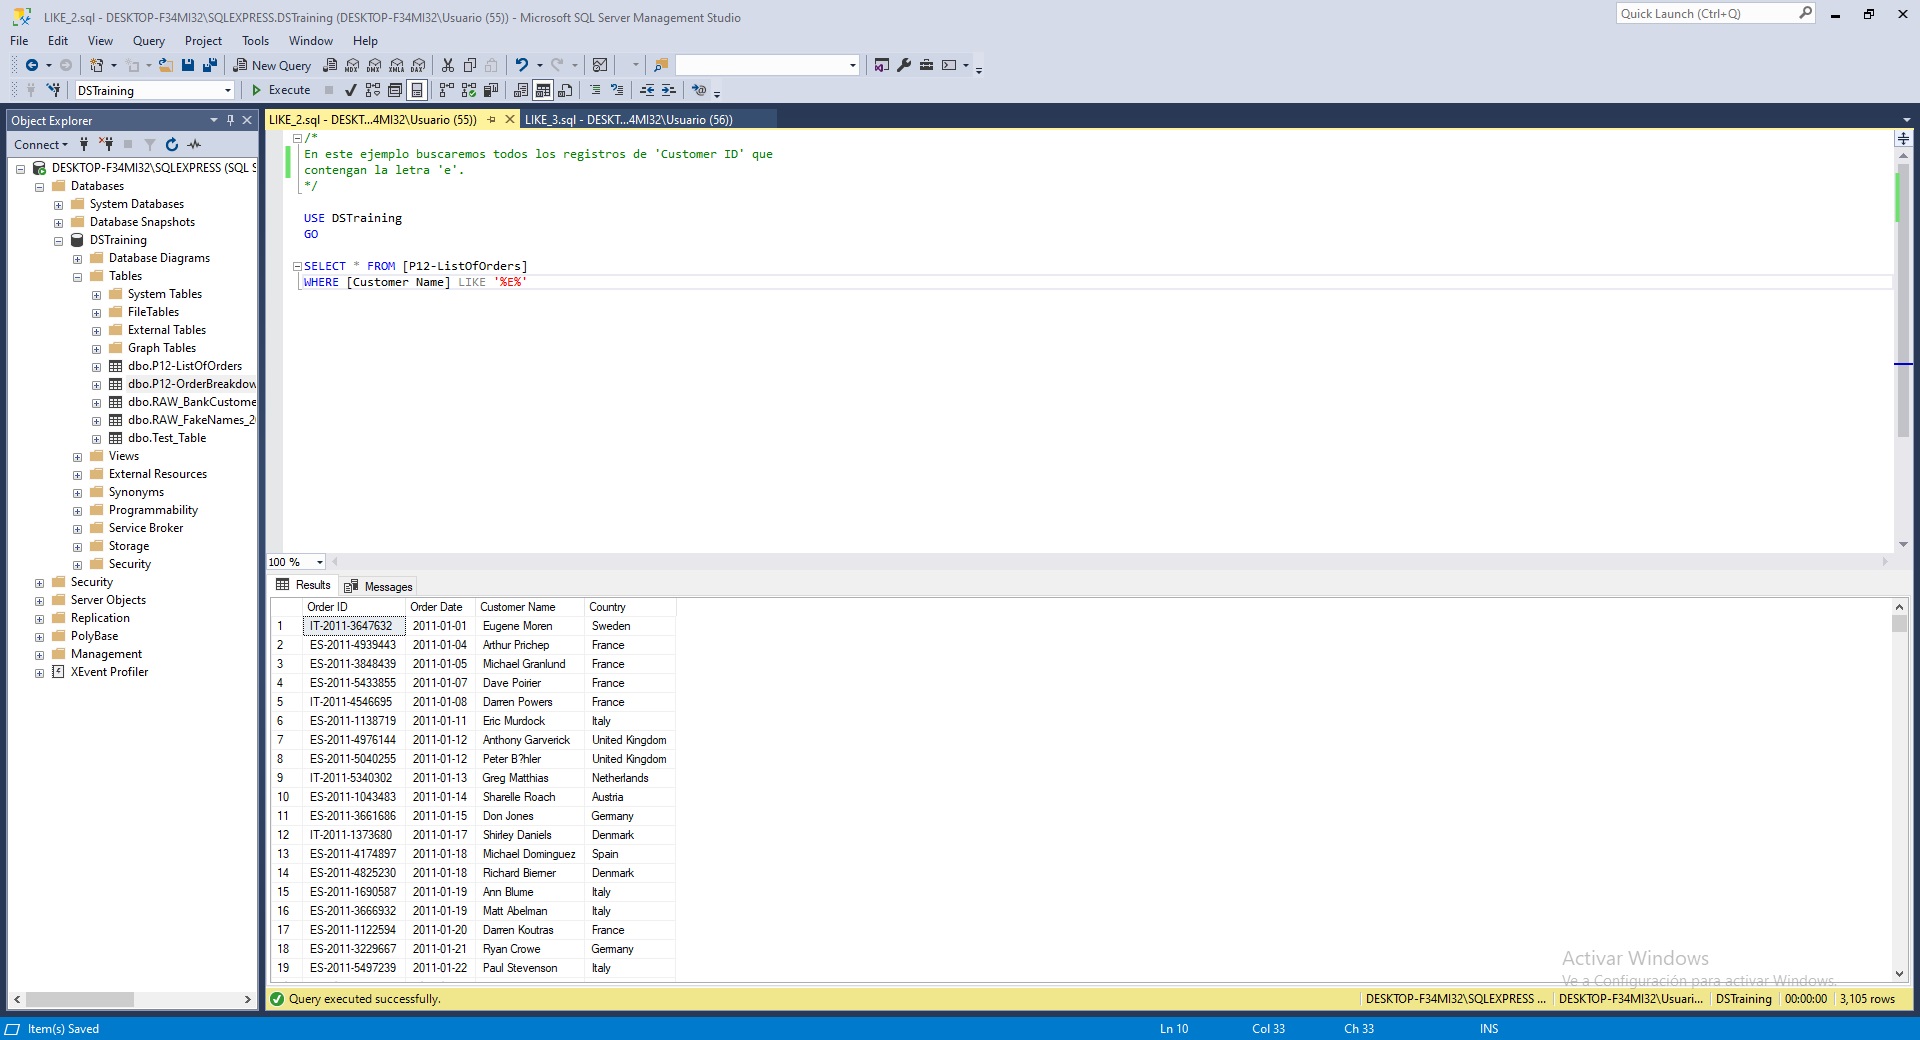 LIKE_2.sql - DESKTOP-F34MI32\SQLEXPRESS.DSTraining (DESKTOP-F34MI32\Usuario (55)) - Microsoft SQL Server Management Studio
Quick Launch (Ctrl+Q)
File Edit View Query Project Tools Window Help
New Query
DSTraining
Execute
Object Explorer
LIKE_2.sql - DESKT...4MI32\Usuario (55))
LIKE_3.sql - DESKT...4MI32\Usuario (56))
Connect
DESKTOP-F34MI32\SQLEXPRESS (SQL S
Databases
System Databases
Database Snapshots
DSTraining
Database Diagrams
Tables
System Tables
FileTables
External Tables
Graph Tables
dbo.P12-ListOfOrders
dbo.P12-OrderBreakdow
dbo.RAW_BankCustome
dbo.RAW_FakeNames_2
dbo.Test_Table
Views
External Resources
Synonyms
Programmability
Service Broker
Storage
Security
Security
Server Objects
Replication
PolyBase
Management
XEvent Profiler
/*
En este ejemplo buscaremos todos los registros de 'Customer ID' que
contengan la letra 'e'.
*/
USE DSTraining
GO
SELECT * FROM [P12-ListOfOrders]
WHERE [Customer Name] LIKE '%E%'
100 %
Results Messages
Order ID Order Date Customer Name Country
1 IT-2011-3647632 2011-01-01 Eugene Moren Sweden
2 ES-2011-4939443 2011-01-04 Arthur Prichep France
3 ES-2011-3848439 2011-01-05 Michael Granlund France
4 ES-2011-5433855 2011-01-07 Dave Poirier France
5 IT-2011-4546695 2011-01-08 Darren Powers France
6 ES-2011-1138719 2011-01-11 Eric Murdock Italy
7 ES-2011-4976144 2011-01-12 Anthony Garverick United Kingdom
8 ES-2011-5040255 2011-01-12 Peter B?hler United Kingdom
9 IT-2011-5340302 2011-01-13 Greg Matthias Netherlands
10 ES-2011-1043483 2011-01-14 Sharelle Roach Austria
11 ES-2011-3661686 2011-01-15 Don Jones Germany
12 IT-2011-1373680 2011-01-17 Shirley Daniels Denmark
13 ES-2011-4174897 2011-01-18 Michael Dominguez Spain
14 ES-2011-4825230 2011-01-18 Richard Bierner Denmark
15 ES-2011-1690587 2011-01-19 Ann Blume Italy
16 ES-2011-3666932 2011-01-19 Matt Abelman Italy
17 ES-2011-1122594 2011-01-20 Darren Koutras France
18 ES-2011-3229667 2011-01-21 Ryan Crowe Germany
19 ES-2011-5497239 2011-01-22 Paul Stevenson Italy
Activar Windows
Ve a Configuración para activar Windows.
Query executed successfully.
DESKTOP-F34MI32\SQLEXPRESS ... DESKTOP-F34MI32\Usuari... DSTraining 00:00:00 3,105 rows
Item(s) Saved
Ln 10 Col 33 Ch 33 INS